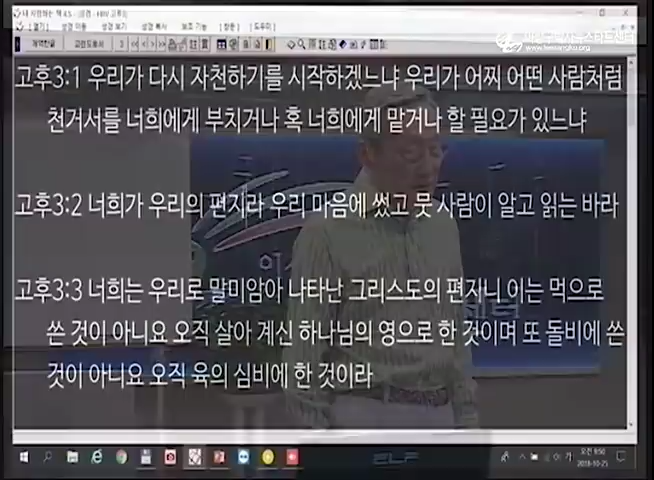 고후3:1 우리가 다시 자천하기를 시작하겠느냐 우리가 어찌 어떤 사람처럼
천거서를 너희에게 부치거나 혹 너희에게 맡거나 할 필요가 있느냐
고후3:2 너희가 우리의 편지라 우리 마음에 썼고 뭇 사람이 알고 읽는 바라
고후3:3 너희는 우리로 말미암아 나타난 그리스도의 편지니 이는 먹으로
쓴 것이 아니요 오직 살아 계신 하나님의 영으로 한 것이며 또 돌비에 쓴
것이 아니요 오직 육의 심비에 한 것이라
ELF
오전 9:50
2018-10-25